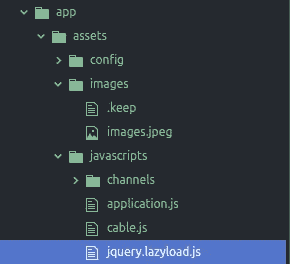 app
assets
config
images
.keep
images.jpeg
javascripts
channels
application.js
cable.js
jquery.lazyload.js